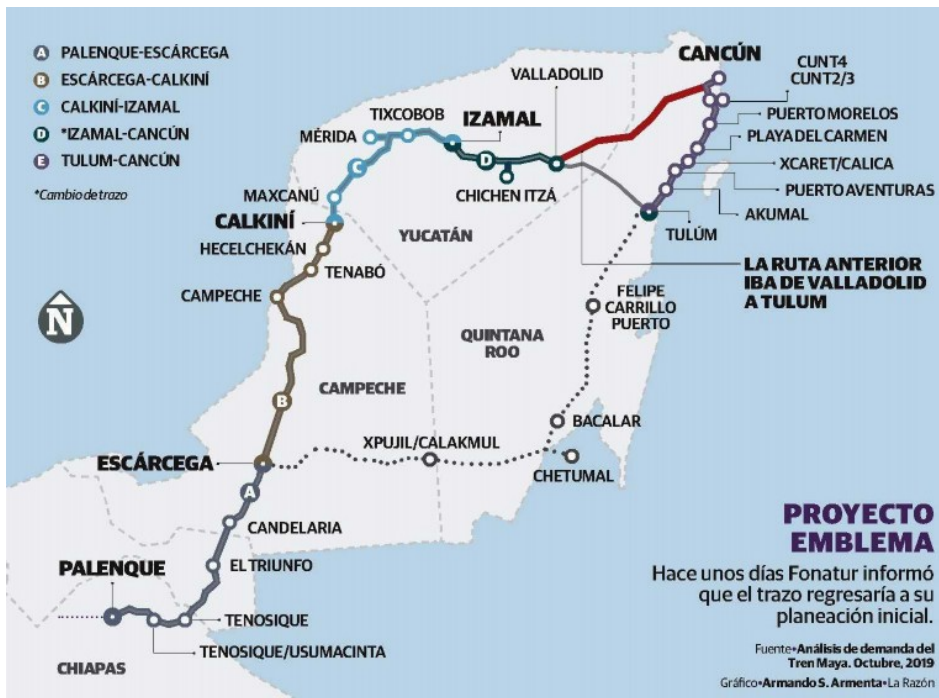 A PALENQUE-ESCÁRCEGA
B ESCÁRCEGA-CALKINÍ
C CALKINÍ-IZAMAL
D *IZAMAL-CANCÚN
E TULUM-CANCÚN
*Cambio de trazo
CANCÚN
CUNT4
CUNT2/3
VALLADOLID
PUERTO MORELOS
TIXCOBOB
IZAMAL
MÉRIDA
PLAYA DEL CARMEN
D
XCARET/CALICA
C
CHICHEN ITZÁ
PUERTO AVENTURAS
MAXCANÚ
AKUMAL
CALKINÍ
TULÚM
YUCATÁN
HECELCHEKÁN
TENABÓ
LA RUTA ANTERIOR
IBA DE VALLADOLID
A TULUM
N
CAMPECHE
FELIPE
CARRILLO
PUERTO
QUINTANA
ROO
CAMPECHE
B
BACALAR
XPUJIL/CALAKMUL
ESCÁRCEGA
CHETUMAL
A
CANDELARIA
EL TRIUNFO
PALENQUE
TENOSIQUE
TENOSIQUE/USUMACINTA
CHIAPAS
PROYECTO
EMBLEMA
Hace unos días Fonatur informó
que el trazo regresaría a su
planeación inicial.
Fuente•Análisis de demanda del
Tren Maya. Octubre, 2019
Gráfico•Armando S. Armenta•La Razón